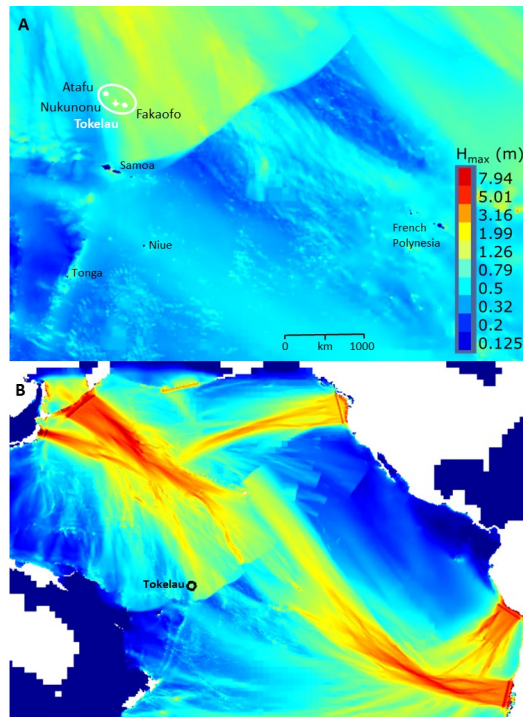 A
Atafu
Nukunonu
Fakaofo
Tokelau
Samoa
Niue
Tonga
French
Polynesia
0 km 1000
Hmax (m)
7.94
5.01
3.16
1.99
1.26
0.79
0.5
0.32
0.2
0.125
B
Tokelau